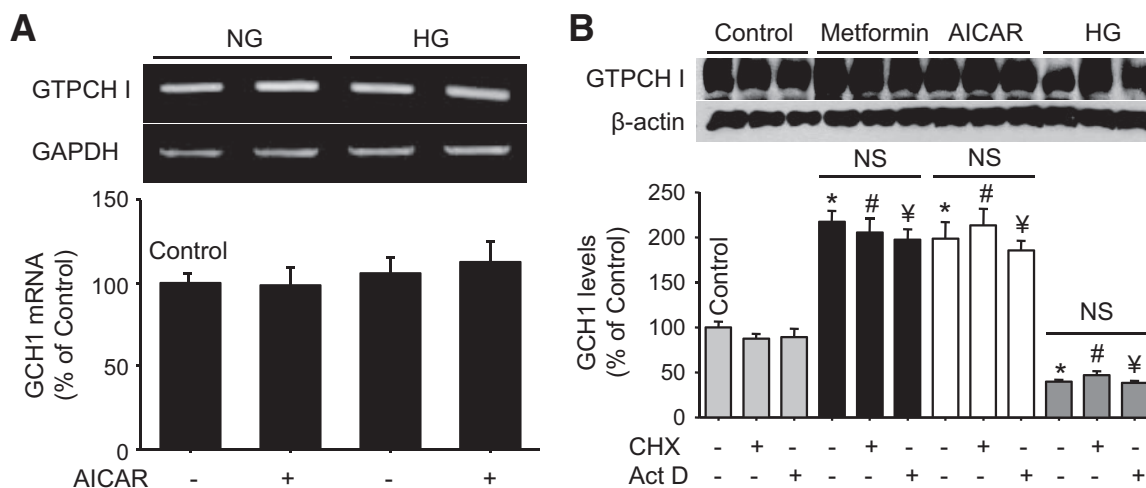 A
NG HG
GTPCH I
GAPDH
GCH1 mRNA
(% of Control)
150
100
50
0
Control
AICAR - + - +
B
Control Metformin AICAR HG
GTPCH I
β-actin
NS NS
GCH1 levels
(% of Control)
250
200
150
100
50
0
Control
* # ¥ * # ¥
NS
* # ¥
CHX - + - - + - - + - - + -
Act D - - + - - + - - + - - +